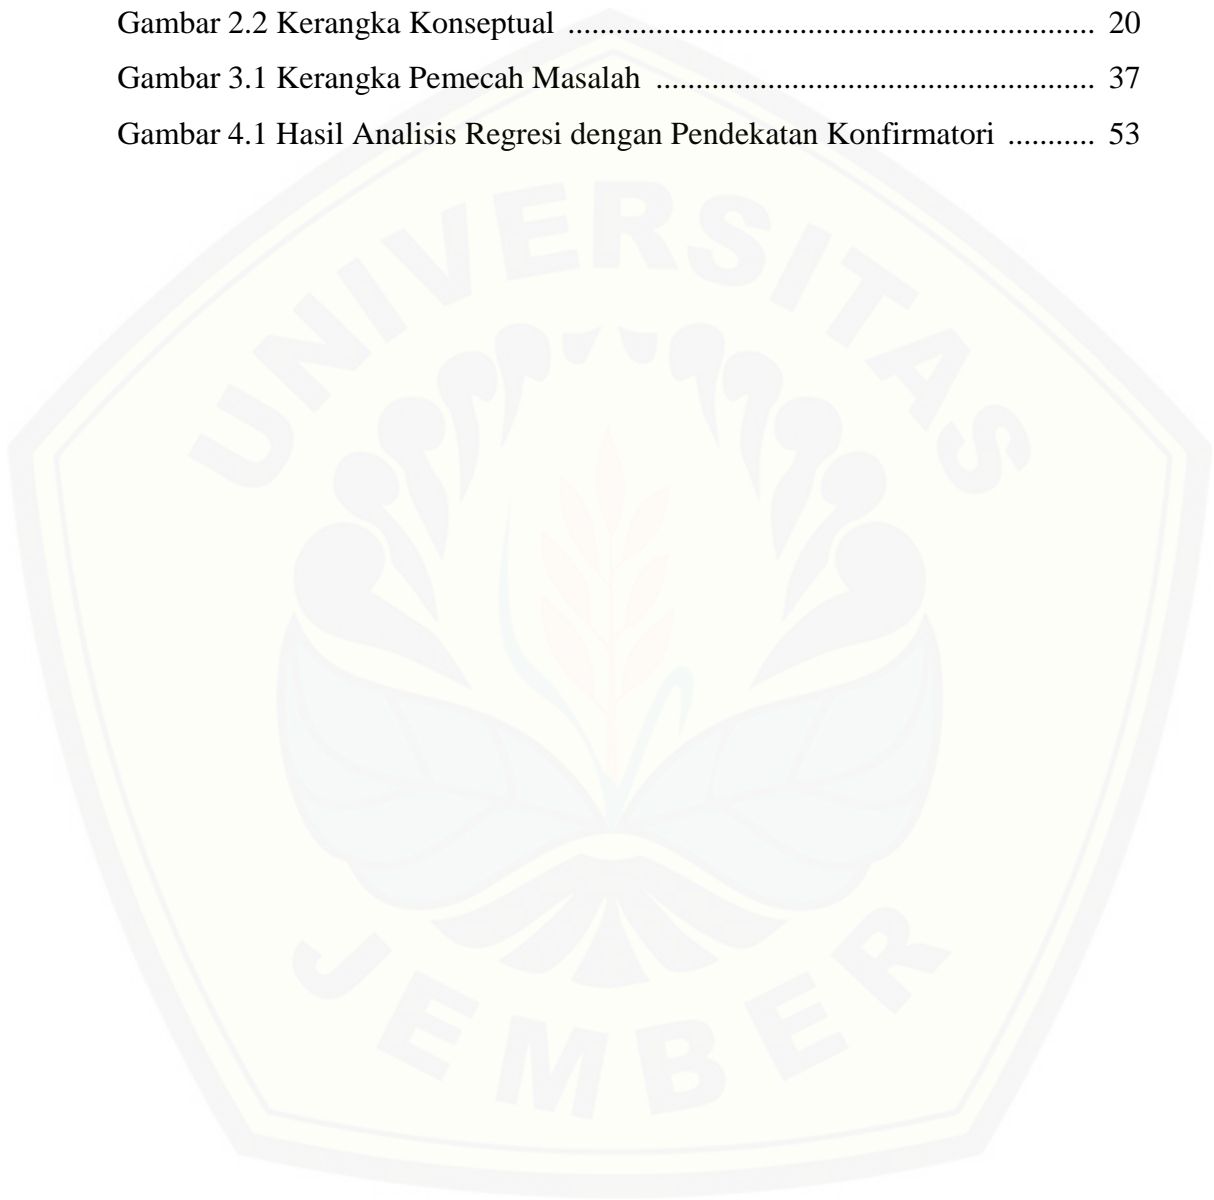 Gambar 2.2 Kerangka Konseptual ................................................................. 20
Gambar 3.1 Kerangka Pemecah Masalah ...................................................... 37
Gambar 4.1 Hasil Analisis Regresi dengan Pendekatan Konfirmatori ........... 53
UNIVERSITAS
JEMBER